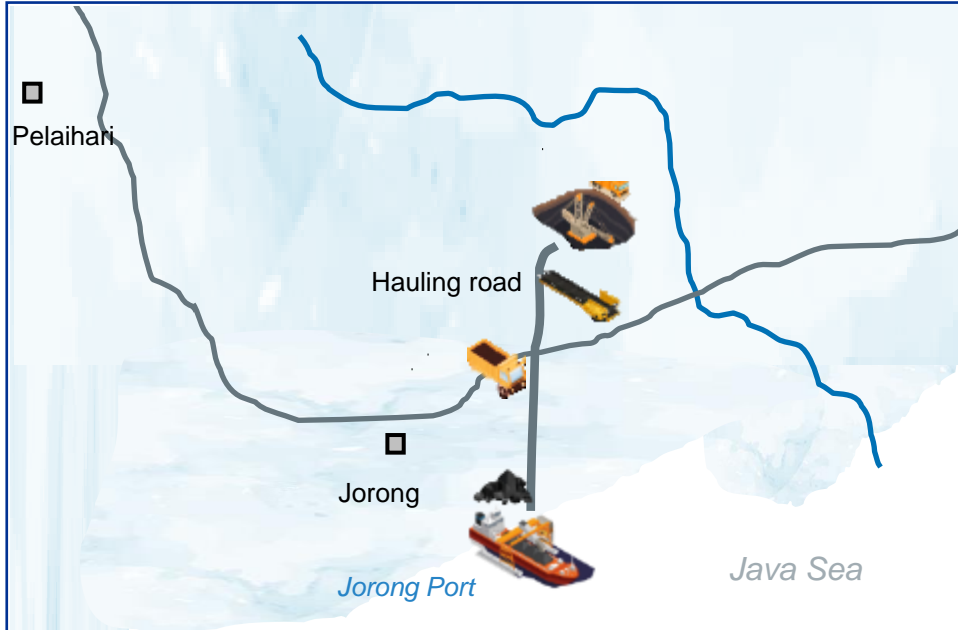 Pelaihari
Hauling road
Jorong
Jorong Port
Java Sea